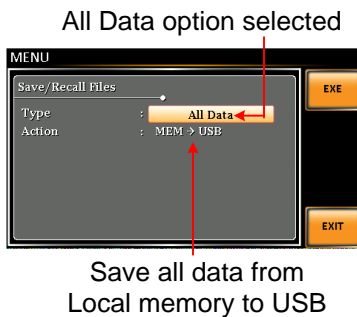 All Data option selected
MENU
Save/Recall Files
EXE
Type : All Data
Action : MEM → USB
EXIT
Save all data from
Local memory to USB